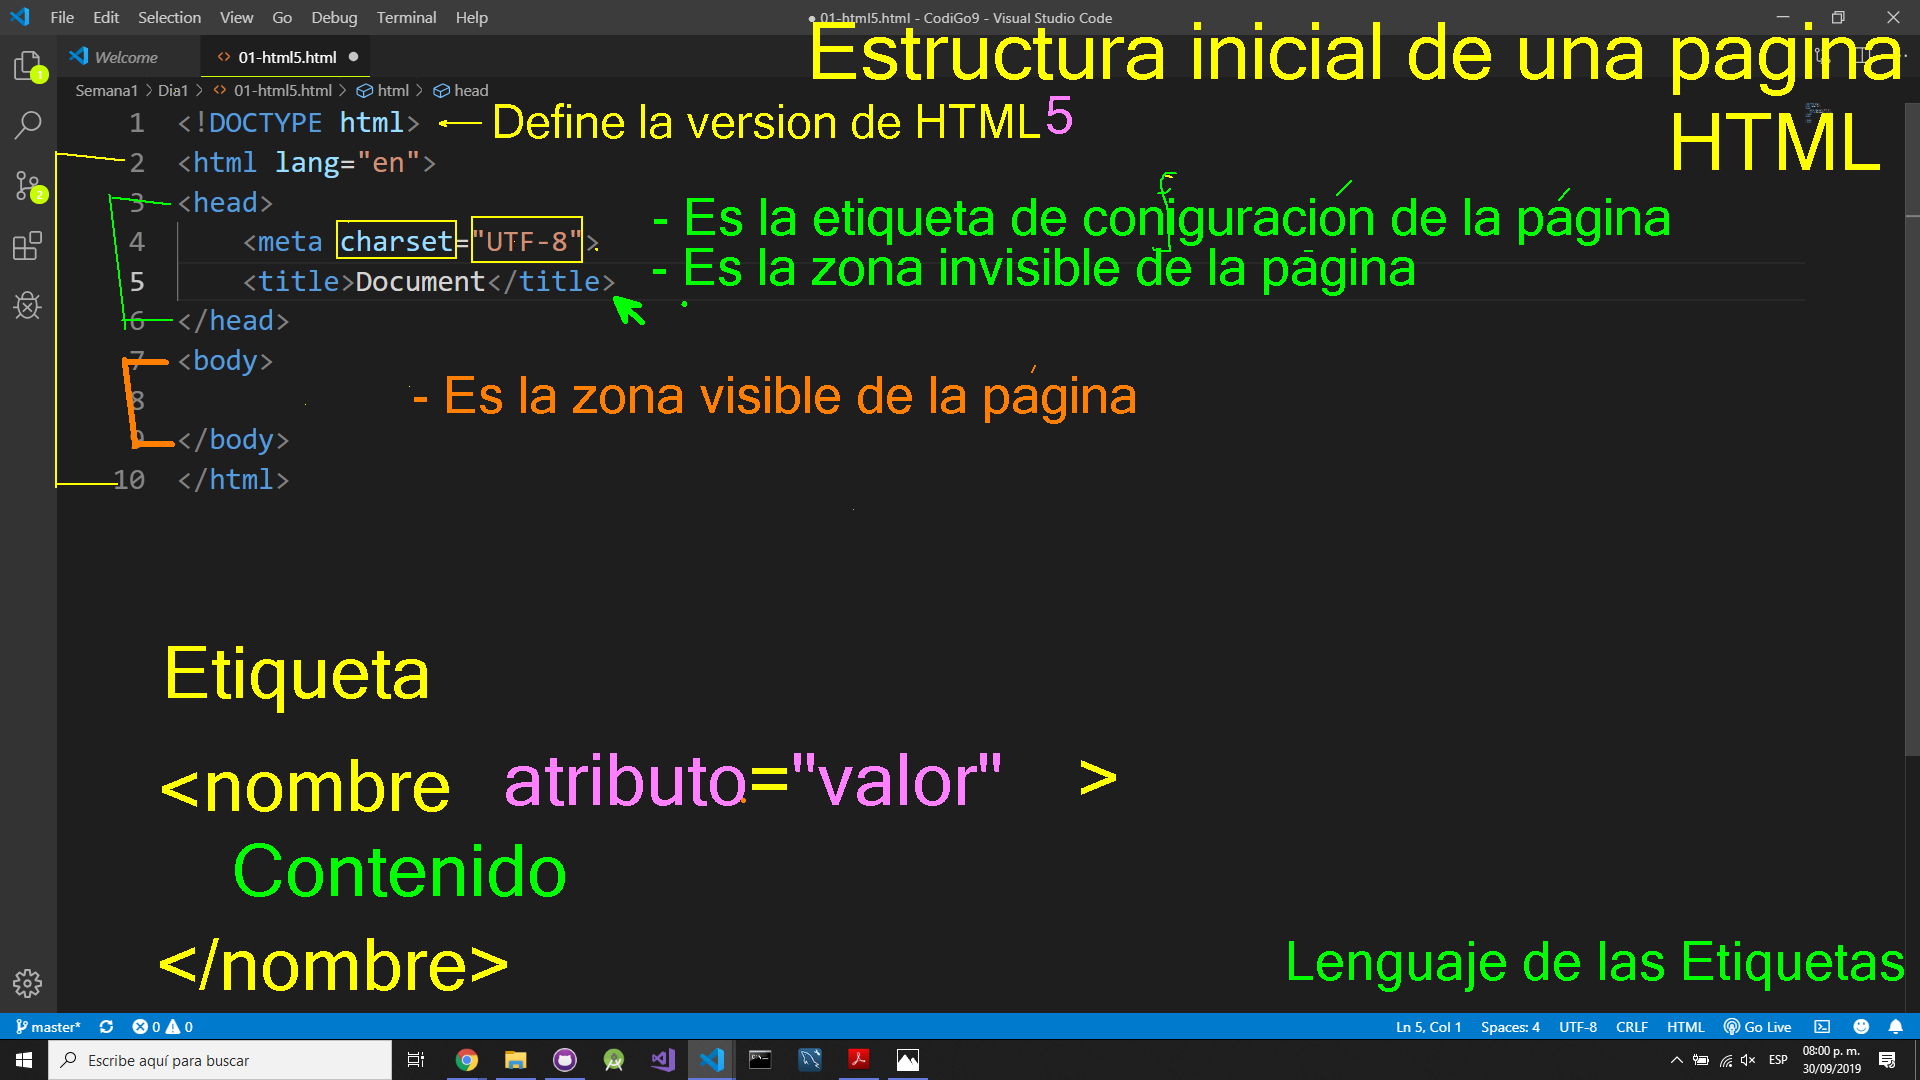 File Edit Selection View Go Debug Terminal Help
● 01-html5.html - CodiGo9 - Visual Studio Code
Welcome
01-html5.html ●
Estructura inicial de una pagina
HTML
Semana1 > Dia1 > <> 01-html5.html > html > head
1 <!DOCTYPE html>
Define la version de HTML5
2 <html lang="en">
3 <head>
- Es la etiqueta de coniguración de la página
f
4 <meta charset="UTF-8">
- Es la zona invisible de la página
5 <title>Document</title>
6 </head>
7 <body>
- Es la zona visible de la página
8
9 </body>
10 </html>
Etiqueta
<nombre atributo="valor" >
Contenido
</nombre>
Lenguaje de las Etiquetas
1
2
master* 0 0
Ln 5, Col 1 Spaces: 4 UTF-8 CRLF HTML Go Live
Escribe aquí para buscar
ESP
08:00 p. m.
30/09/2019